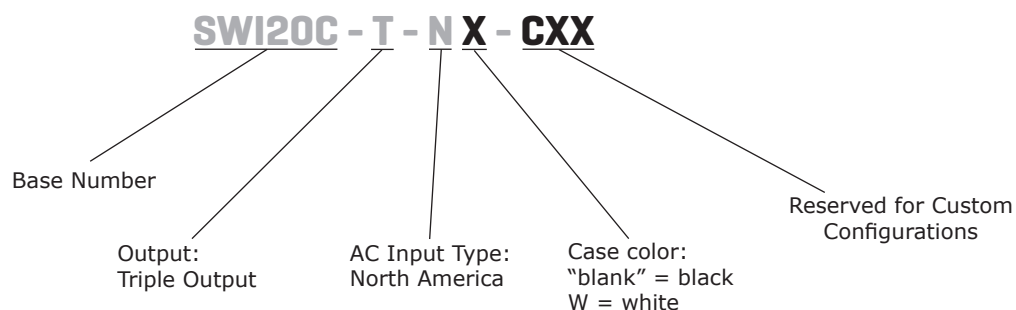 SWI20C - T - N X - CXX
Base Number
Output:
Triple Output
AC Input Type:
North America
Case color:
“blank” = black
W = white
Reserved for Custom
Configurations